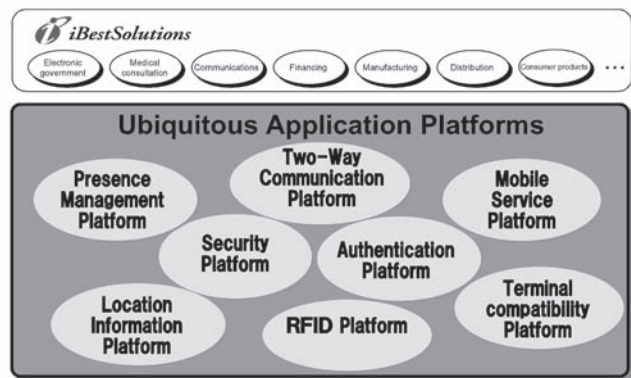 iBestSolutions
Electronic
government
Medical
consultation
Communications
Financing
Manufacturing
Distribution
Consumer products
...
Ubiquitous Application Platforms
Presence
Management
Platform
Two-Way
Communication
Platform
Mobile
Service
Platform
Security
Platform
Authentication
Platform
Location
Information
Platform
RFID Platform
Terminal
compatibility
Platform